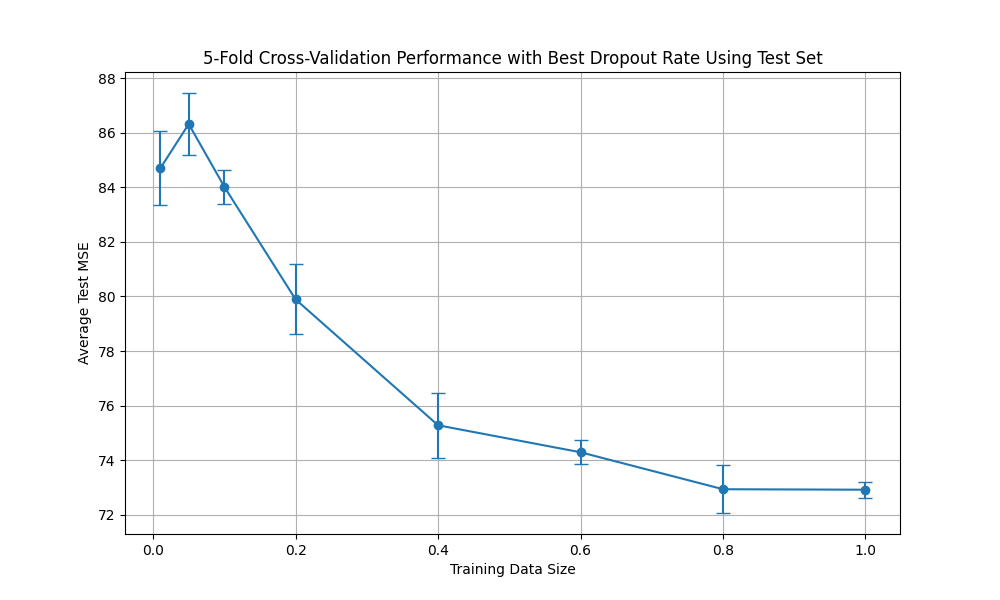 5-Fold Cross-Validation Performance with Best Dropout Rate Using Test Set
88
86
84
82
80
78
76
74
72
Average Test MSE
0.0 0.2 0.4 0.6 0.8 1.0
Training Data Size